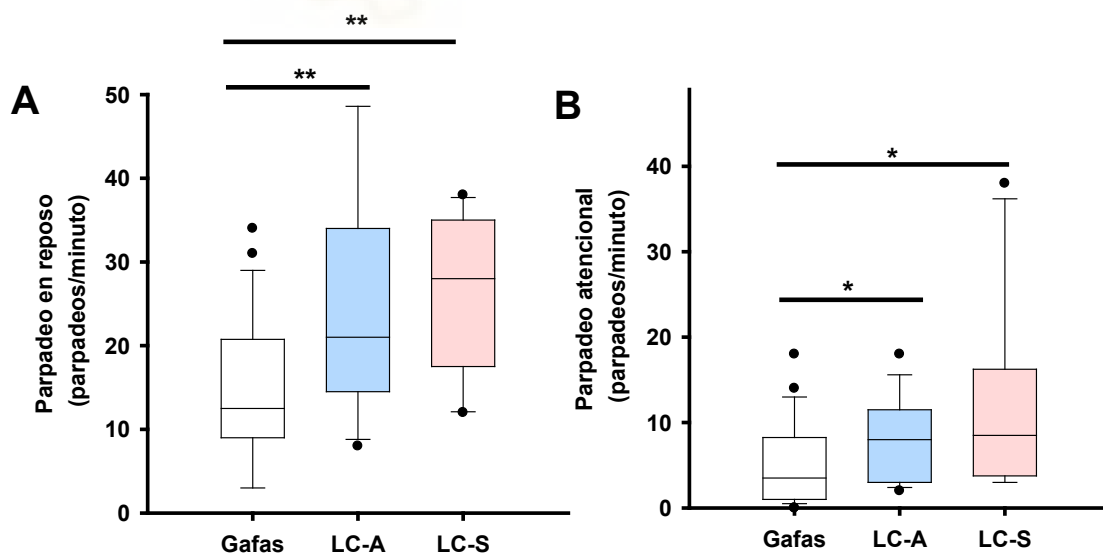 **
**
A
50
40
30
20
10
0
Parpadeo en reposo
(parpadeos/minuto)
Gafas LC-A LC-S
B
*
*
40
30
20
10
0
Parpadeo atencional
(parpadeos/minuto)
Gafas LC-A LC-S